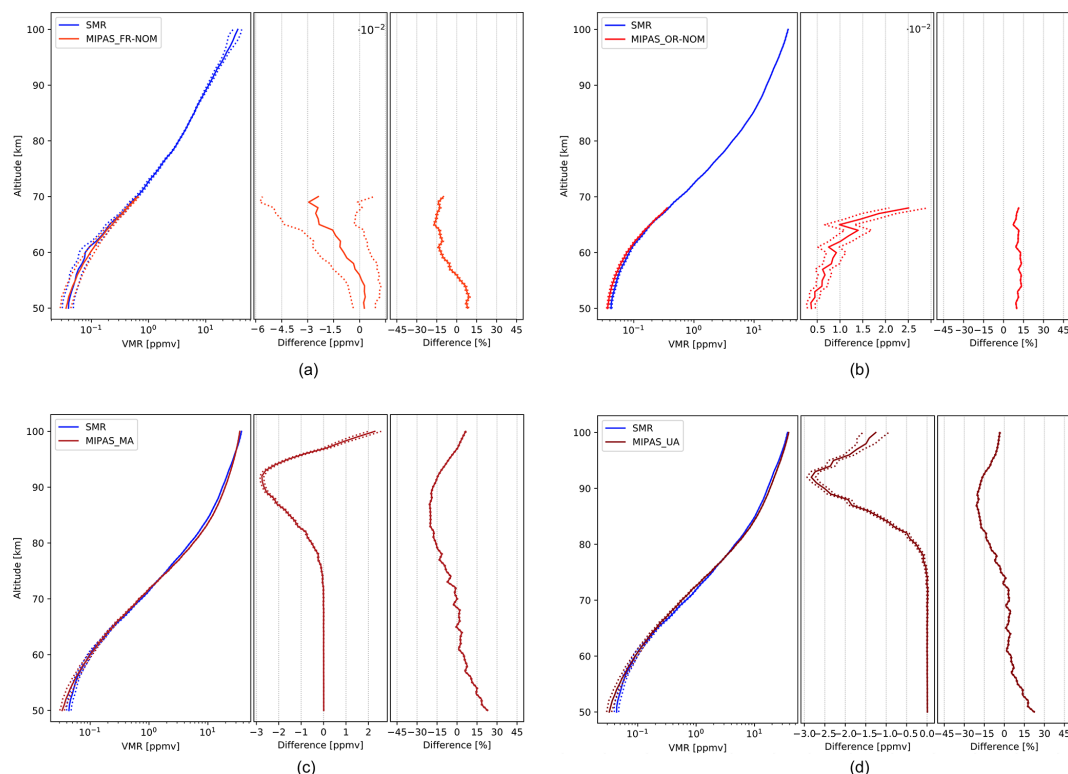 SMR
MIPAS_FR-NOM
·10⁻²
100
90
80
70
60
50
Altitude [km]
10⁻¹ 10⁰ 10¹
VMR [ppmv]
−6 −4.5 −3 −1.5 0
Difference [ppmv]
−45 −30 −15 0 15 30 45
Difference [%]
(a)
SMR
MIPAS_OR-NOM
·10⁻²
100
90
80
70
60
50
Altitude [km]
10⁻¹ 10⁰ 10¹
VMR [ppmv]
0.5 1.0 1.5 2.0 2.5
Difference [ppmv]
−45 −30 −15 0 15 30 45
Difference [%]
(b)
SMR
MIPAS_MA
100
90
80
70
60
50
Altitude [km]
10⁻¹ 10⁰ 10¹
VMR [ppmv]
−3 −2 −1 0 1 2
Difference [ppmv]
−45 −30 −15 0 15 30 45
Difference [%]
(c)
SMR
MIPAS_UA
100
90
80
70
60
50
Altitude [km]
10⁻¹ 10⁰ 10¹
VMR [ppmv]
−3.0 −2.5 −2.0 −1.5 −1.0 −0.5 0.0
Difference [ppmv]
−45 −30 −15 0 15 30 45
Difference [%]
(d)